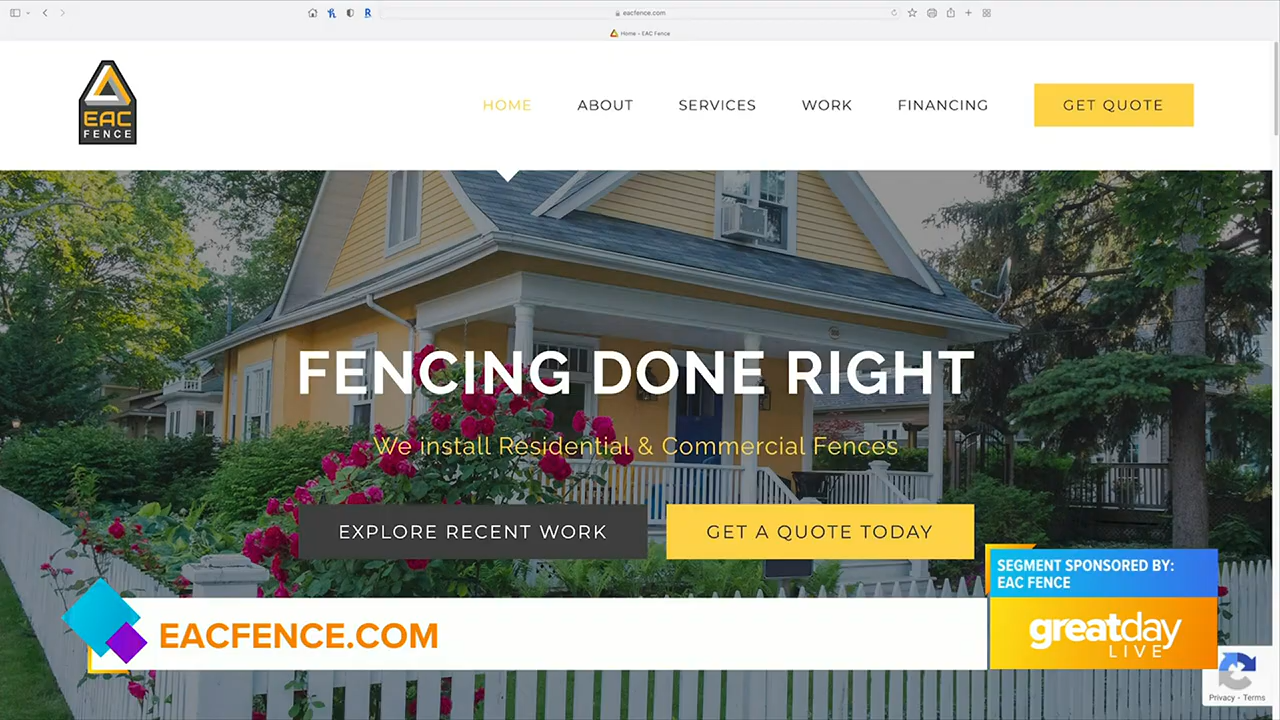 eacfence.com
Home - EAC Fence
EAC
FENCE
HOME
ABOUT
SERVICES
WORK
FINANCING
GET QUOTE
FENCING DONE RIGHT
We install Residential & Commercial Fences
EXPLORE RECENT WORK
GET A QUOTE TODAY
SEGMENT SPONSORED BY:
EAC FENCE
EACFENCE.COM
greatday
LIVE
Privacy - Terms